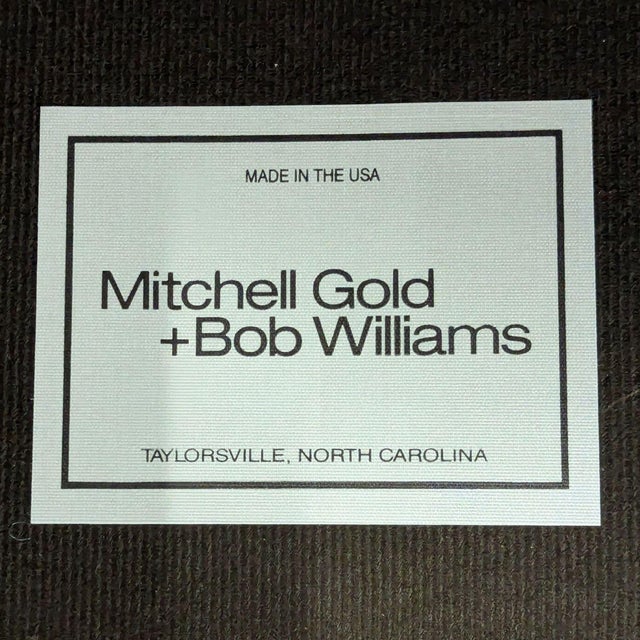 MADE IN THE USA
Mitchell Gold
+Bob Williams
TAYLORSVILLE, NORTH CAROLINA